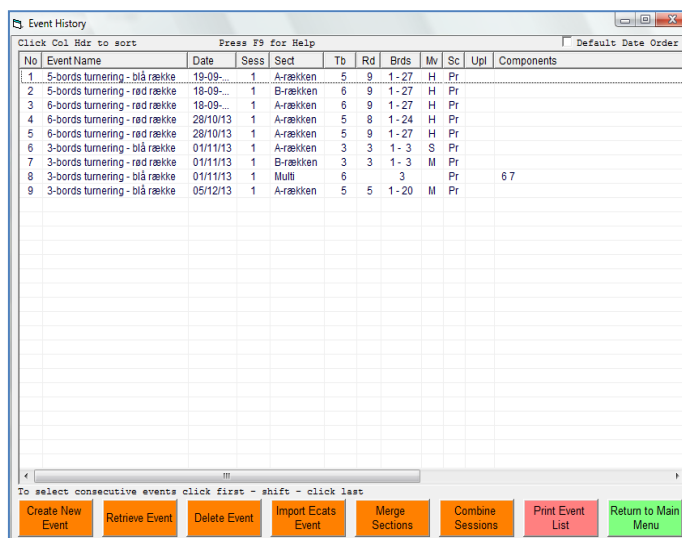 Event History
Click Col Hdr to sort Press F9 for Help Default Date Order
No Event Name Date Sess Sect Tb Rd Brds Mv Sc Upl Components
1 5-bords turnering - blå række 19-09-... 1 A-rækken 5 9 1 - 27 H Pr
2 5-bords turnering - rød række 18-09-... 1 B-rækken 6 9 1 - 27 H Pr
3 6-bords turnering - rød række 18-09-... 1 A-rækken 6 9 1 - 27 H Pr
4 6-bords turnering - rød række 28/10/13 1 A-rækken 5 8 1 - 24 H Pr
5 6-bords turnering - rød række 28/10/13 1 A-rækken 5 9 1 - 27 H Pr
6 3-bords turnering - blå række 01/11/13 1 A-rækken 3 3 1 - 3 S Pr
7 3-bords turnering - rød række 01/11/13 1 B-rækken 3 3 1 - 3 M Pr
8 3-bords turnering - blå række 01/11/13 1 Multi 6 3 Pr 6 7
9 3-bords turnering - blå række 05/12/13 1 A-rækken 5 5 1 - 20 M Pr
To select consecutive events click first - shift - click last
Create New Event Retrieve Event Delete Event Import Ecats Event Merge Sections Combine Sessions Print Event List Return to Main Menu